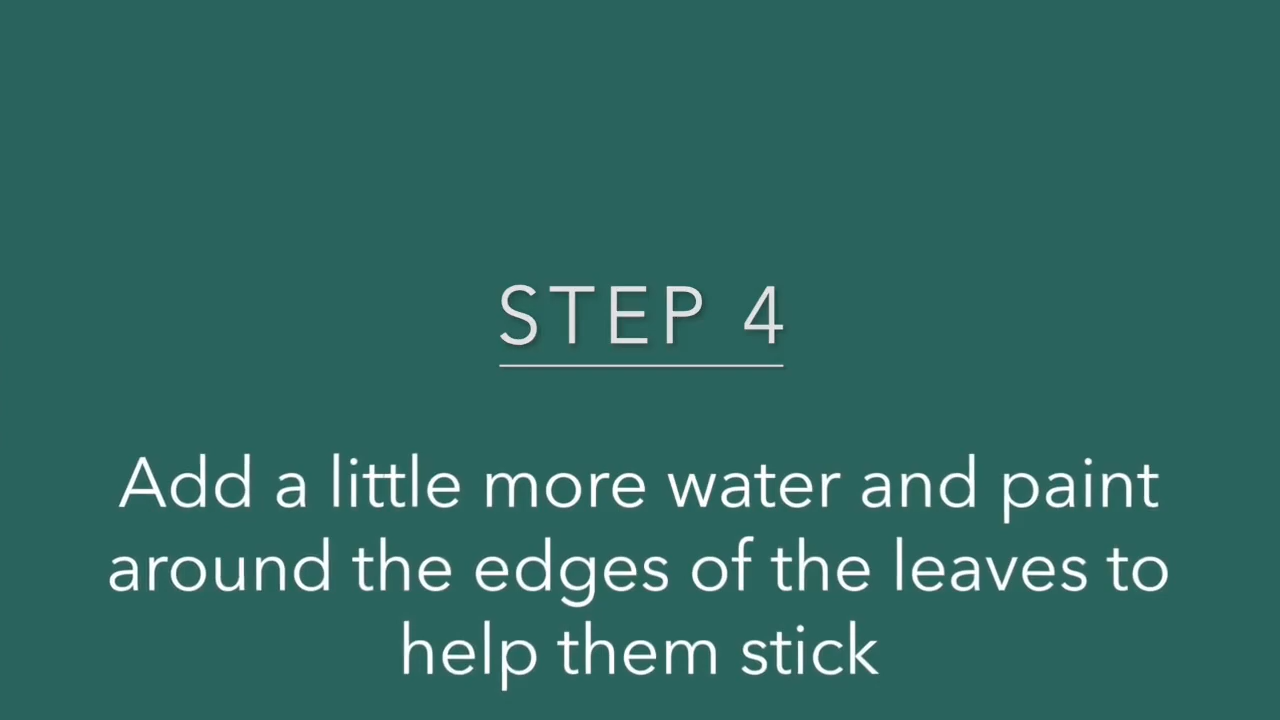 STEP 4
Add a little more water and paint
around the edges of the leaves to
help them stick